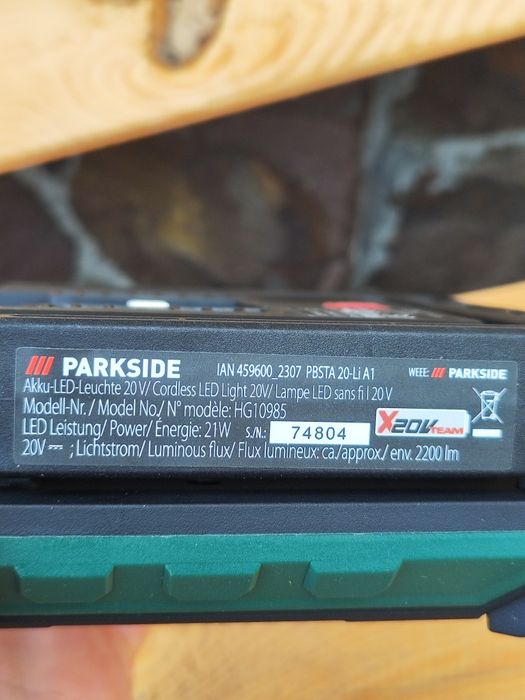 PARKSIDE IAN 459600_2307 PBSTA 20-Li A1 WEEE: PARKSIDE
Akku-LED-Leuchte 20V/ Cordless LED Light 20V/ Lampe LED sans fil 20 V
Modell-Nr./ Model No./ N° modèle: HG10985
LED Leistung/ Power/ Énergie: 21W S/N.: 74804 X20V TEAM
20V ⎓ ; Lichtstrom/ Luminous flux/ Flux lumineux: ca./approx./ env. 2200 lm